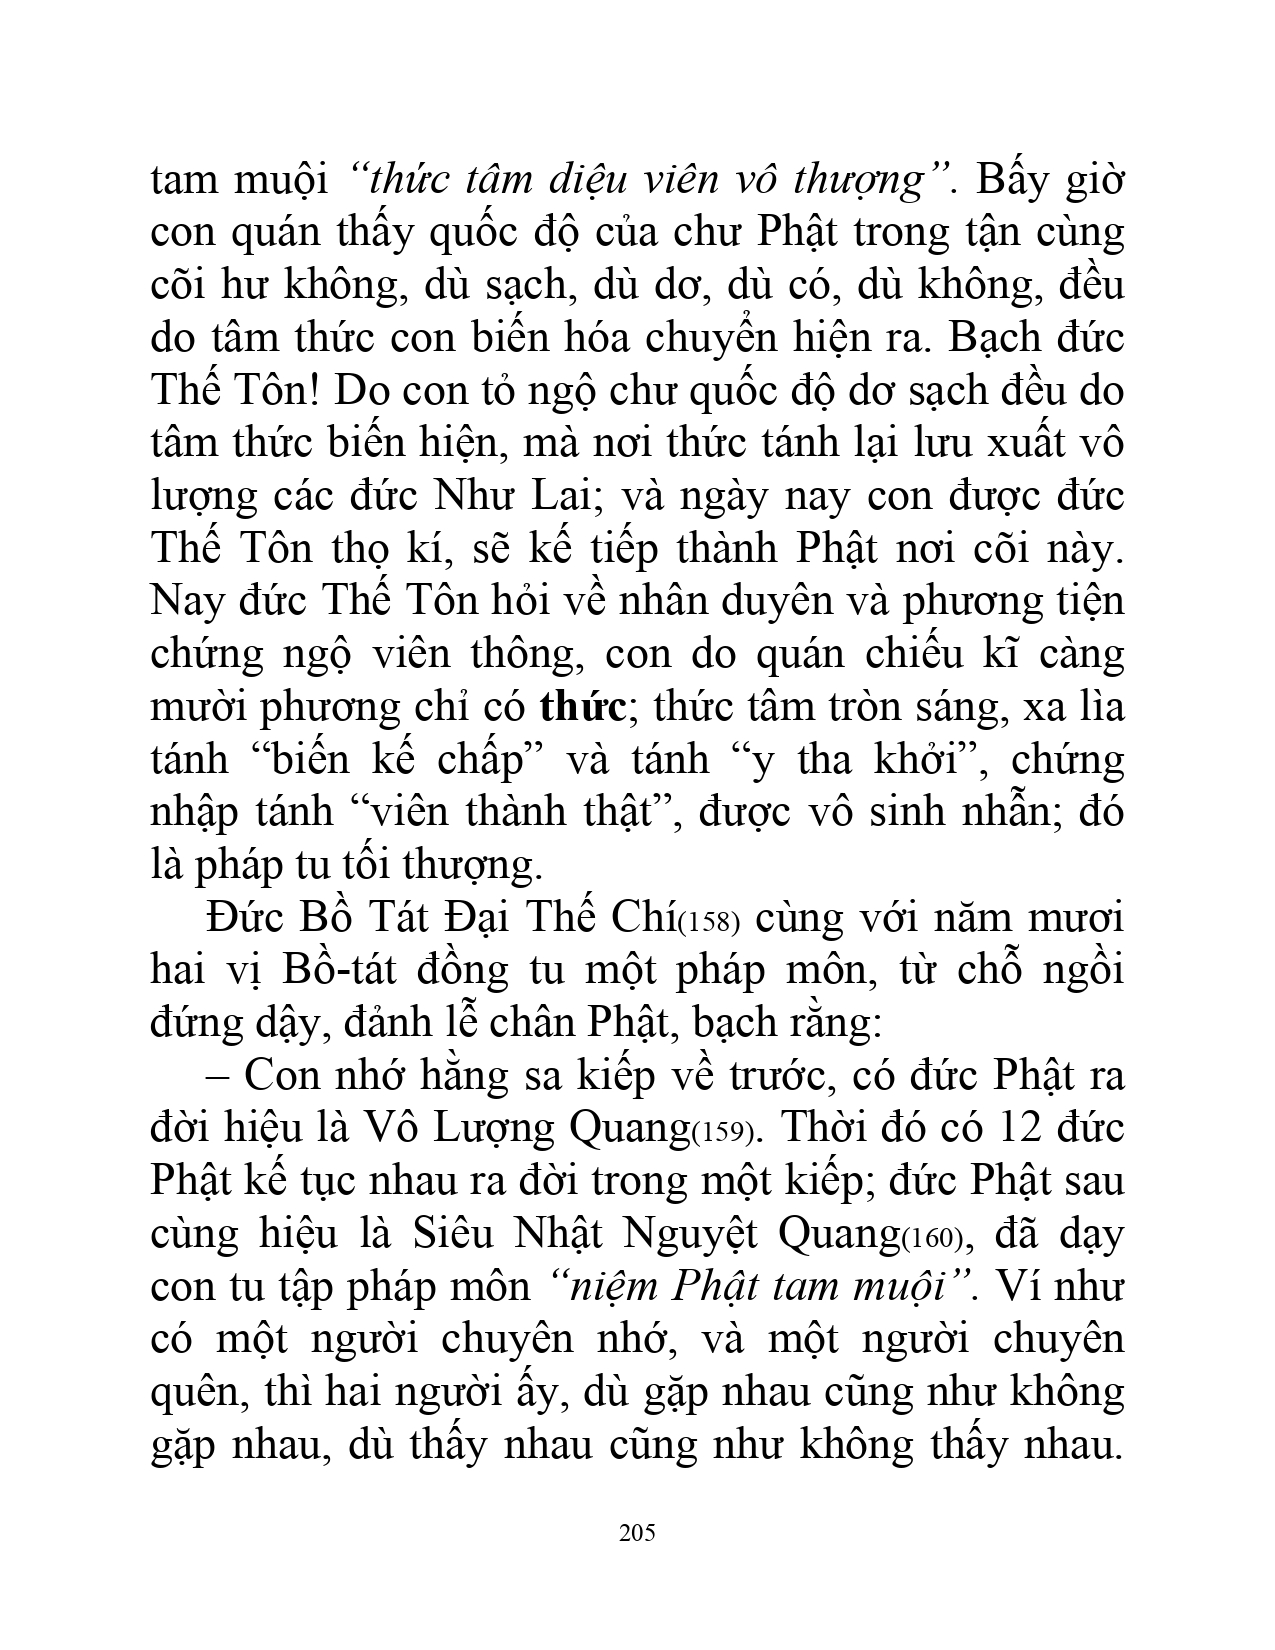 tam muội “thức tâm diệu viên vô thượng”. Bấy giờ
con quán thấy quốc độ của chư Phật trong tận cùng
cõi hư không, dù sạch, dù dơ, dù có, dù không, đều
do tâm thức con biến hóa chuyển hiện ra. Bạch đức
Thế Tôn! Do con tỏ ngộ chư quốc độ dơ sạch đều do
tâm thức biến hiện, mà nơi thức tánh lại lưu xuất vô
lượng các đức Như Lai; và ngày nay con được đức
Thế Tôn thọ kí, sẽ kế tiếp thành Phật nơi cõi này.
Nay đức Thế Tôn hỏi về nhân duyên và phương tiện
chứng ngộ viên thông, con do quán chiếu kĩ càng
mười phương chỉ có thức; thức tâm tròn sáng, xa lìa
tánh “biến kế chấp” và tánh “y tha khởi”, chứng
nhập tánh “viên thành thật”, được vô sinh nhẫn; đó
là pháp tu tối thượng.
Đức Bồ Tát Đại Thế Chí(158) cùng với năm mươi
hai vị Bồ-tát đồng tu một pháp môn, từ chỗ ngồi
đứng dậy, đảnh lễ chân Phật, bạch rằng:
– Con nhớ hằng sa kiếp về trước, có đức Phật ra
đời hiệu là Vô Lượng Quang(159). Thời đó có 12 đức
Phật kế tục nhau ra đời trong một kiếp; đức Phật sau
cùng hiệu là Siêu Nhật Nguyệt Quang(160), đã dạy
con tu tập pháp môn “niệm Phật tam muội”. Ví như
có một người chuyên nhớ, và một người chuyên
quên, thì hai người ấy, dù gặp nhau cũng như không
gặp nhau, dù thấy nhau cũng như không thấy nhau.
205